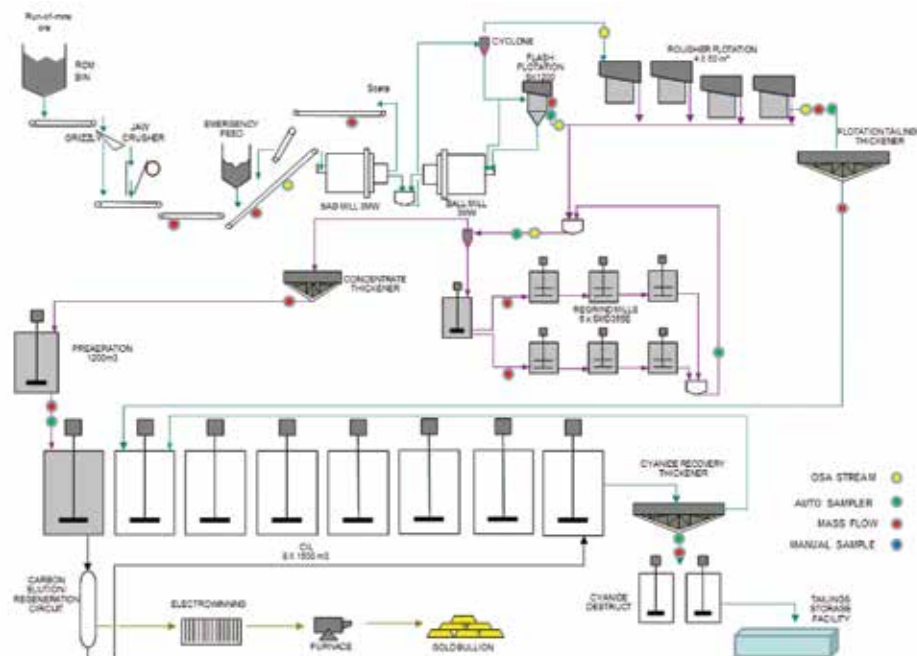 Run-of-mine
ore
ROM
BIN
GRIZZLY
JAW
CRUSHER
EMERGENCY
FEED
Scats
SAG MILL 3MW
BALL MILL
3MW
CYCLONE
FLASH
FLOTATION
ROUGHER FLOTATION
FLOTATION TAILING
THICKENER
CONCENTRATE
THICKENER
REGRIND MILLS
PREAERATION
1200m3
CYANIDE RECOVERY
THICKENER
OSA STREAM
AUTO SAMPLER
MASS FLOW
MANUAL SAMPLE
CIL
CARBON
ELUTION/
REGENERATION
CIRCUIT
ELECTROWINNING
FURNACE
GOLD BULLION
CYANIDE
DESTRUCT
TAILINGS
STORAGE
FACILITY